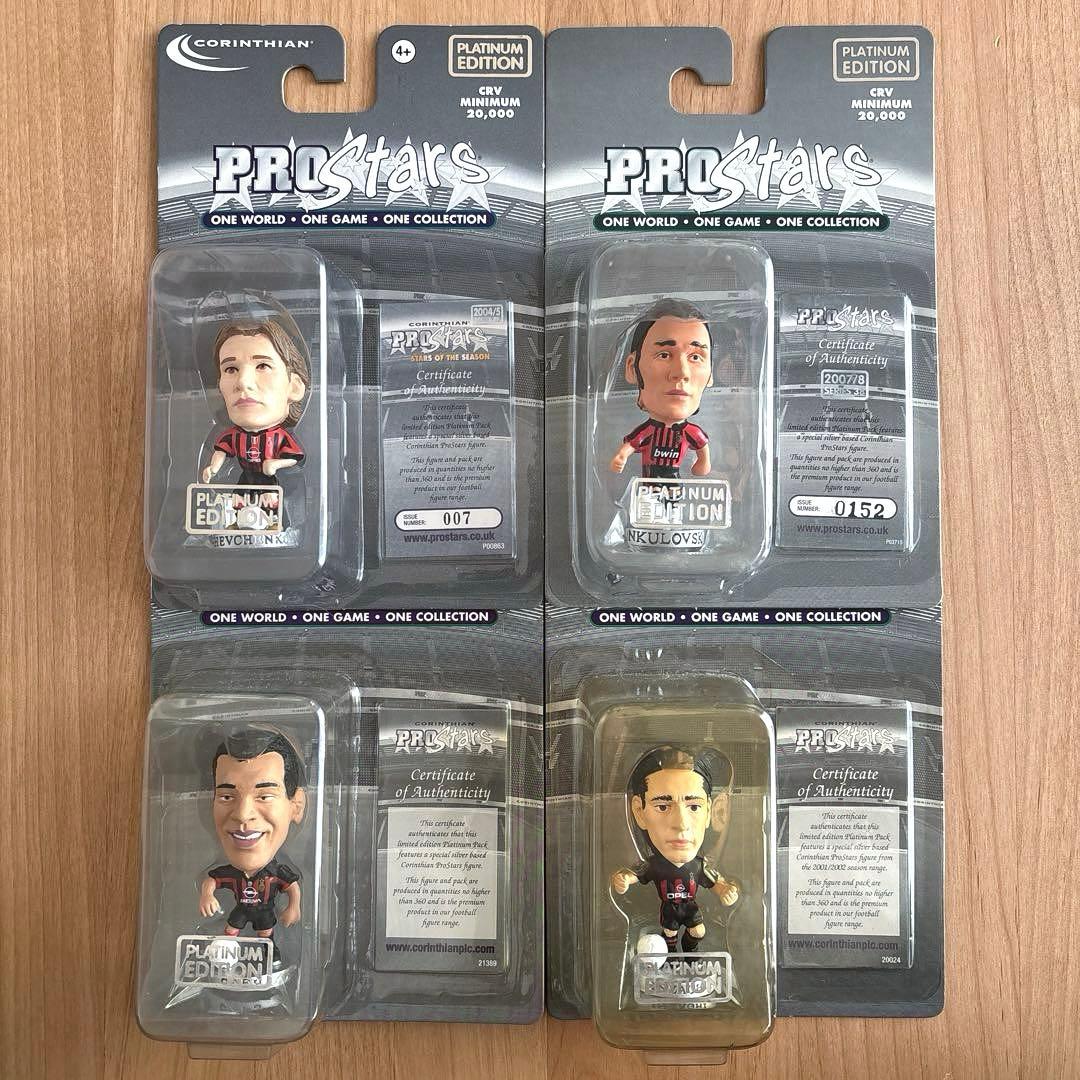 CORINTHIAN
4+
PLATINUM
EDITION
CRV
MINIMUM
20,000
PROStars
ONE WORLD • ONE GAME • ONE COLLECTION
2004/5
CORINTHIAN
PROStars
STARS OF THE SEASON
Certificate
of Authenticity
This certificate
authenticates that this
limited edition Platinum Pack
features a special silver based
Corinthian ProStars figure.
This figure and pack are
produced in quantities no higher
than 360 and is the premium
product in our football
figure range.
ISSUE
NUMBER: 007
www.prostars.co.uk
P00863
PLATINUM
EDITION
PLATINUM
EDITION
CRV
MINIMUM
20,000
PROStars
ONE WORLD • ONE GAME • ONE COLLECTION
PROStars
Certificate
of Authenticity
2007/8
This certificate
authenticates that this
limited edition Platinum Pack features
a special silver based Corinthian
ProStars figure.
This figure and pack are produced in
quantities no higher than 360 and is
the premium product in our football
figure range.
ISSUE
NUMBER: 0152
www.prostars.co.uk
bwin
PLATINUM
EDITION
NKULOVSK
ONE WORLD • ONE GAME • ONE COLLECTION
CORINTHIAN
PROStars
Certificate
of Authenticity
This certificate
authenticates that this
limited edition Platinum Pack
features a special silver based
Corinthian ProStars figure.
This figure and pack are
produced in quantities no higher
than 360 and is the premium
product in our football
figure range.
www.corinthianplc.com
21389
PLATINUM
EDITION
ONE WORLD • ONE GAME • ONE COLLECTION
CORINTHIAN
PROStars
Certificate
of Authenticity
This certificate
authenticates that this
limited edition Platinum Pack
features a special silver based
Corinthian ProStars figure from
the 2001/2002 season range.
This figure and pack are
produced in quantities no higher
than 360 and is the premium
product in our football
figure range.
www.corinthianplc.com
20024
OPEL
PLATINUM
EDITION